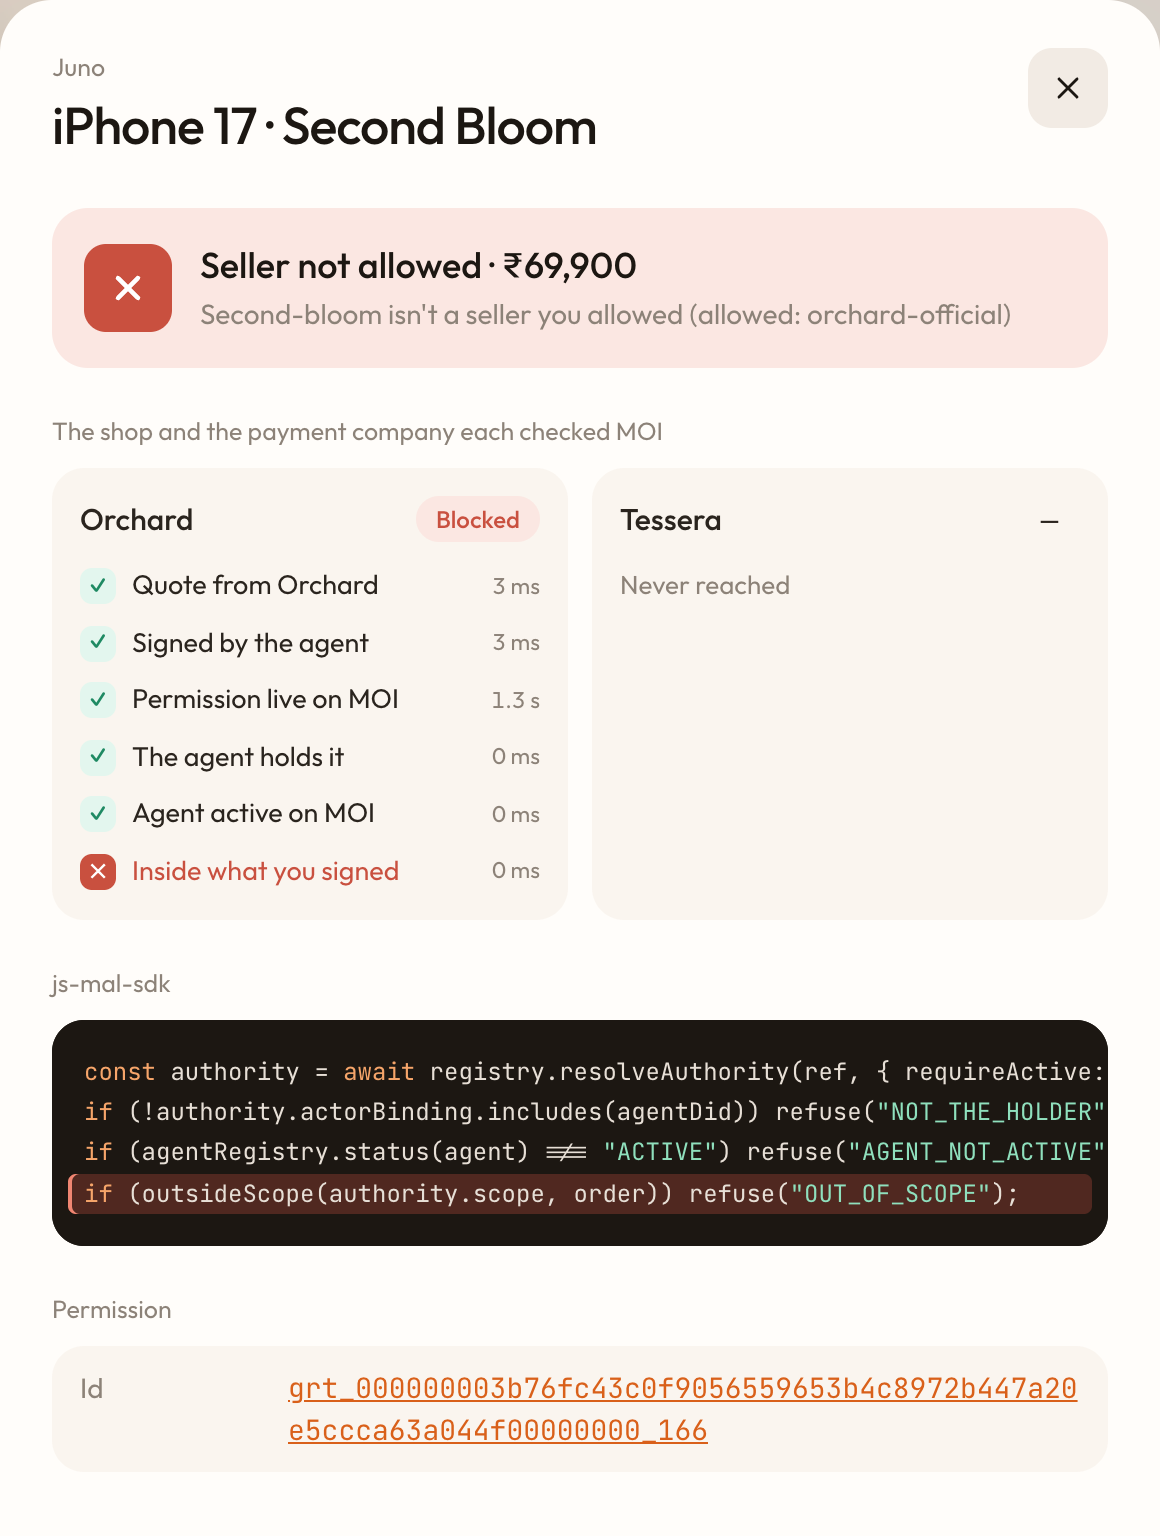 Juno
iPhone 17 · Second Bloom
Seller not allowed · ₹69,900
Second-bloom isn't a seller you allowed (allowed: orchard-official)
The shop and the payment company each checked MOI
Orchard
Blocked
Quote from Orchard 3 ms
Signed by the agent 3 ms
Permission live on MOI 1.3 s
The agent holds it 0 ms
Agent active on MOI 0 ms
Inside what you signed 0 ms
Tessera –
Never reached
js-mal-sdk
const authority = await registry.resolveAuthority(ref, { requireActive:
if (!authority.actorBinding.includes(agentDid)) refuse("NOT_THE_HOLDER"
if (agentRegistry.status(agent) !== "ACTIVE") refuse("AGENT_NOT_ACTIVE"
if (outsideScope(authority.scope, order)) refuse("OUT_OF_SCOPE");
Permission
Id
grt_000000003b76fc43c0f9056559653b4c8972b447a20
e5ccca63a044f00000000_166